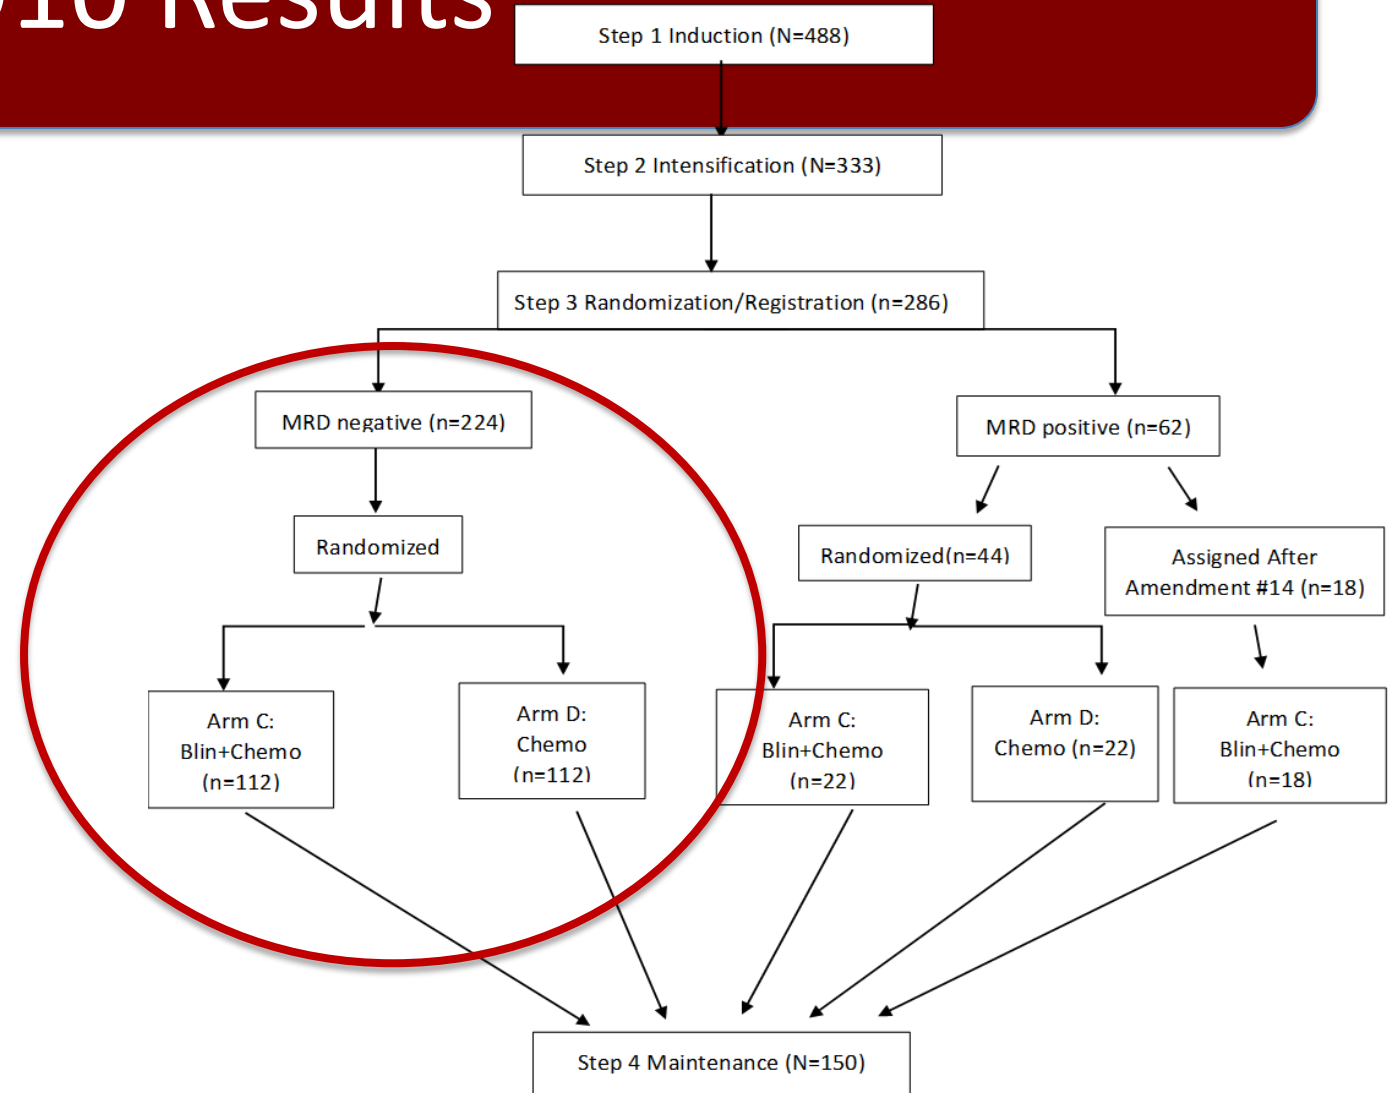 Results
Step 1 Induction (N=488)
Step 2 Intensification (N=333)
Step 3 Randomization/Registration (n=286)
MRD negative (n=224)
MRD positive (n=62)
Randomized
Randomized(n=44)
Assigned After
Amendment #14 (n=18)
Arm C:
Blin+Chemo
(n=112)
Arm D:
Chemo
(n=112)
Arm C:
Blin+Chemo
(n=22)
Arm D:
Chemo (n=22)
Arm C:
Blin+Chemo
(n=18)
Step 4 Maintenance (N=150)